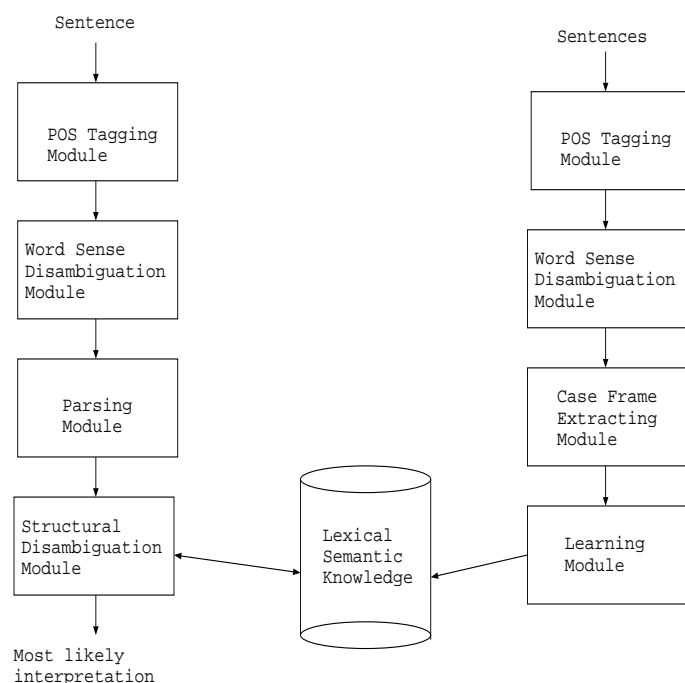 Sentence
POS Tagging
Module
Word Sense
Disambiguation
Module
Parsing
Module
Structural
Disambiguation
Module
Most likely
interpretation
Lexical
Semantic
Knowledge
Sentences
POS Tagging
Module
Word Sense
Disambiguation
Module
Case Frame
Extracting
Module
Learning
Module